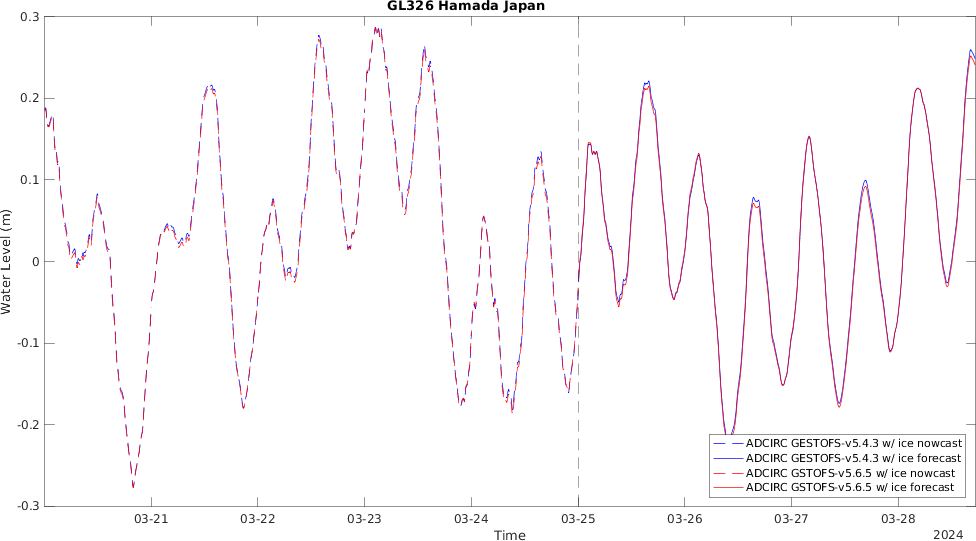 GL326 Hamada Japan
0.3
0.2
0.1
0
-0.1
-0.2
-0.3
Water Level (m)
ADCIRC GESTOFS-v5.4.3 w/ ice nowcast
ADCIRC GESTOFS-v5.4.3 w/ ice forecast
ADCIRC GSTOFS-v5.6.5 w/ ice nowcast
ADCIRC GSTOFS-v5.6.5 w/ ice forecast
03-21 03-22 03-23 03-24 03-25 03-26 03-27 03-28
Time
2024